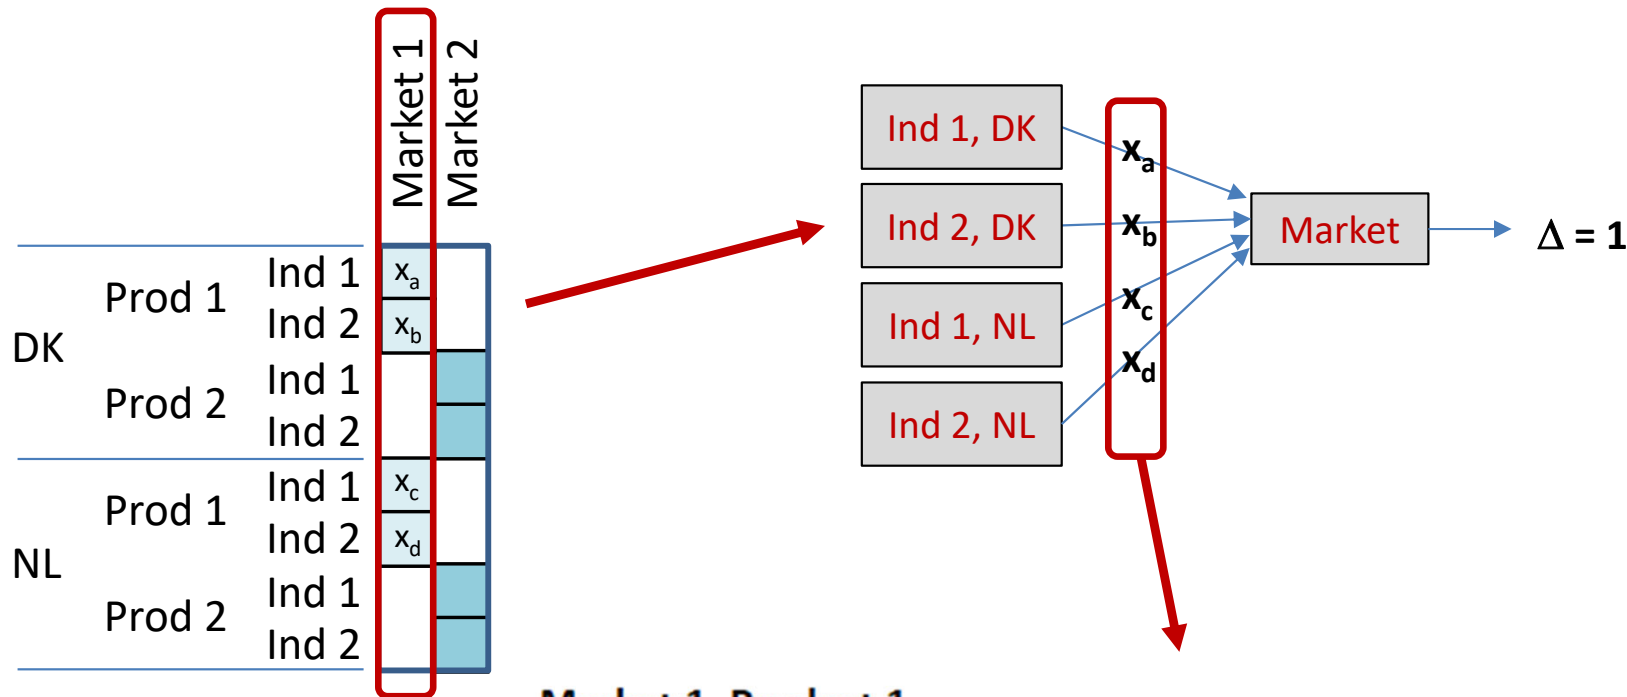 Market 1
Market 2
DK
Prod 1
Ind 1
xa
Ind 2
xb
Prod 2
Ind 1
Ind 2
NL
Prod 1
Ind 1
xc
Ind 2
xd
Prod 2
Ind 1
Ind 2
Ind 1, DK
Ind 2, DK
Ind 1, NL
Ind 2, NL
xa
xb
xc
xd
Market
Δ = 1